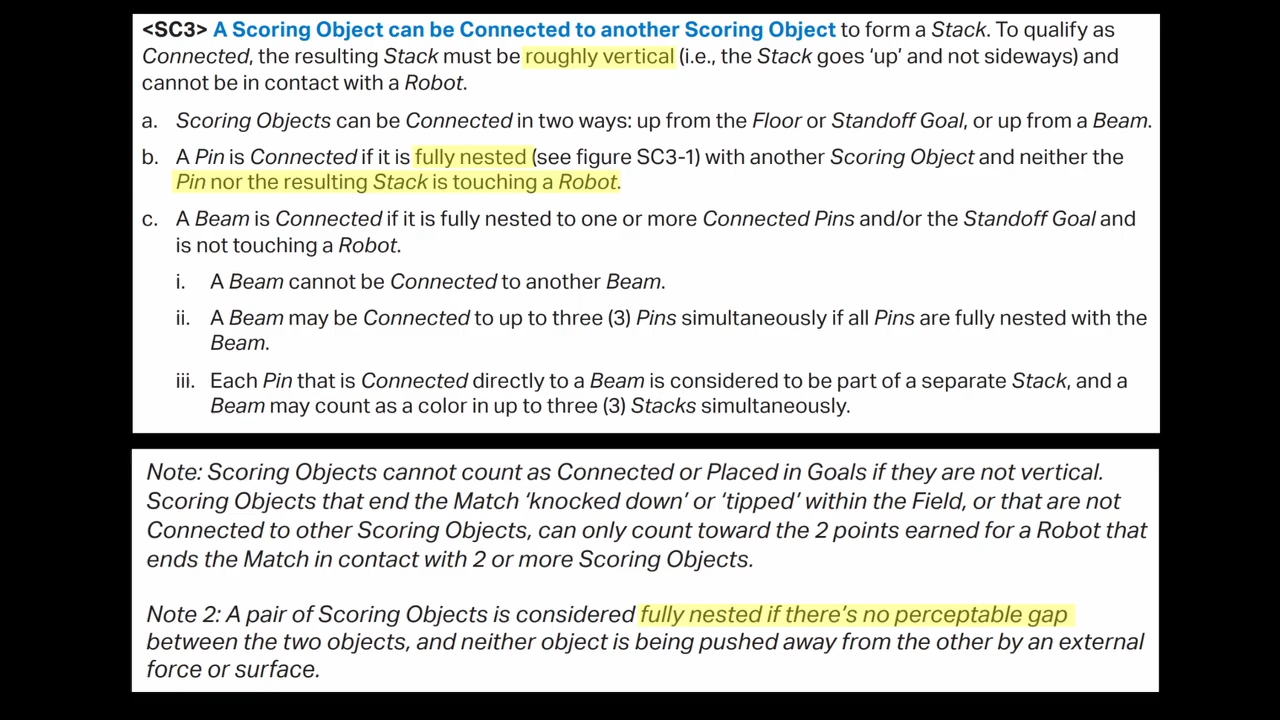 <SC3> A Scoring Object can be Connected to another Scoring Object to form a Stack. To qualify as
Connected, the resulting Stack must be roughly vertical (i.e., the Stack goes ‘up’ and not sideways) and
cannot be in contact with a Robot.
a. Scoring Objects can be Connected in two ways: up from the Floor or Standoff Goal, or up from a Beam.
b. A Pin is Connected if it is fully nested (see figure SC3-1) with another Scoring Object and neither the
Pin nor the resulting Stack is touching a Robot.
c. A Beam is Connected if it is fully nested to one or more Connected Pins and/or the Standoff Goal and
is not touching a Robot.
i. A Beam cannot be Connected to another Beam.
ii. A Beam may be Connected to up to three (3) Pins simultaneously if all Pins are fully nested with the
Beam.
iii. Each Pin that is Connected directly to a Beam is considered to be part of a separate Stack, and a
Beam may count as a color in up to three (3) Stacks simultaneously.
Note: Scoring Objects cannot count as Connected or Placed in Goals if they are not vertical.
Scoring Objects that end the Match ‘knocked down’ or ‘tipped’ within the Field, or that are not
Connected to other Scoring Objects, can only count toward the 2 points earned for a Robot that
ends the Match in contact with 2 or more Scoring Objects.
Note 2: A pair of Scoring Objects is considered fully nested if there’s no perceptable gap
between the two objects, and neither object is being pushed away from the other by an external
force or surface.